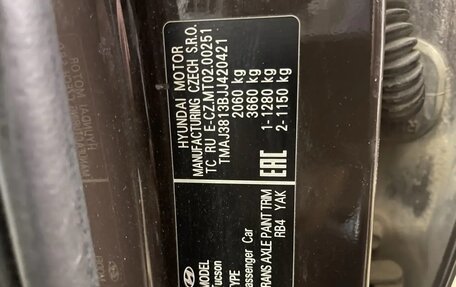 HYUNDAI MOTOR
MANUFACTURING CZECH S.R.O.
TC RU E-CZ.MT02.00251
TMAJ3813BJJ420421
2060 kg
3660 kg
1-1280 kg
2-1150 kg
EAC
MODEL
Tucson
TYPE
Passenger Car
TRANS AXLE PAINT TRIM
RB4 YAK